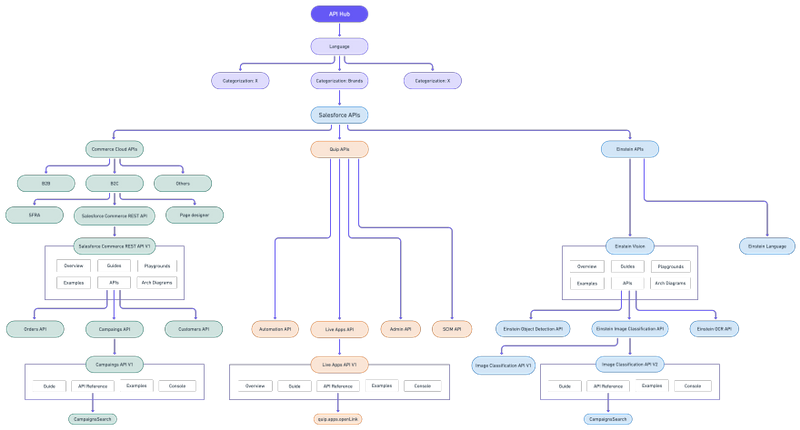 API Hub
Language
Categorization: X
Categorization: Brands
Categorization: X
Salesforce APIs
Commerce Cloud APIs
Quip APIs
Einstein APIs
B2B
B2C
Others
SFRA
Salesforce Commerce REST API
Page designer
Salesforce Commerce REST API V1
Einstein Vision
Einstein Language
Overview
Guides
Playgrounds
Examples
APIs
Arch Diagrams
Overview
Guides
Playgrounds
Examples
APIs
Arch Diagrams
Orders API
Campaings API
Customers API
Automation API
Live Apps API
Admin API
SCIM API
Einstein Object Detection API
Einstein Image Classification API
Einstein OCR API
Campaings API V1
Live Apps API V1
Image Classification API V1
Image Classification API V2
Guide
API Reference
Examples
Console
Overview
Guide
API Reference
Examples
Console
Guide
API Reference
Examples
Console
CampaignsSearch
quip.apps.openLink
CampaignsSearch